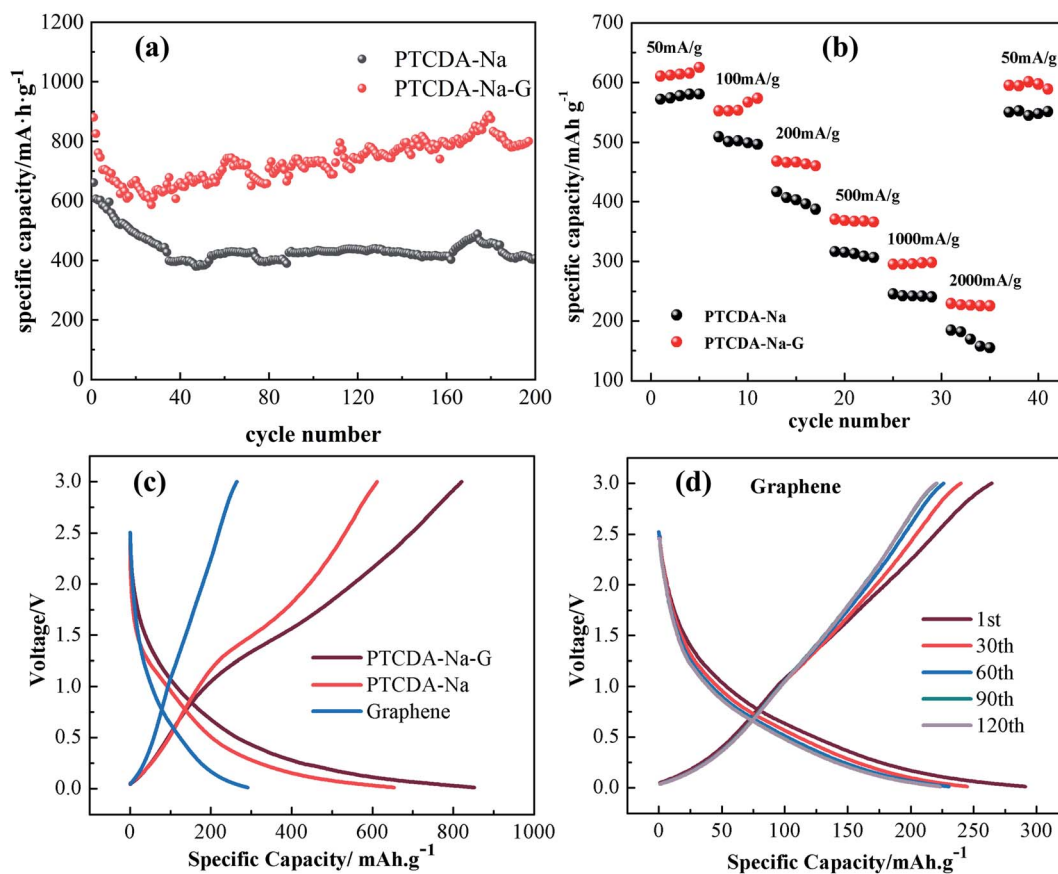 (a)
PTCDA-Na
PTCDA-Na-G
1200
1000
800
600
400
200
0
specific capacity/mA·h·g⁻¹
0 40 80 120 160 200
cycle number
(b)
50mA/g
100mA/g
200mA/g
500mA/g
1000mA/g
2000mA/g
50mA/g
PTCDA-Na
PTCDA-Na-G
700
600
500
400
300
200
100
specific capacity/mAh g⁻¹
0 10 20 30 40
cycle number
(c)
PTCDA-Na-G
PTCDA-Na
Graphene
3.0
2.5
2.0
1.5
1.0
0.5
0.0
Voltage/V
0 200 400 600 800 1000
Specific Capacity/ mAh.g⁻¹
(d)
Graphene
1st
30th
60th
90th
120th
3.0
2.5
2.0
1.5
1.0
0.5
0.0
Voltage/V
0 50 100 150 200 250 300
Specific Capacity/mAh.g⁻¹